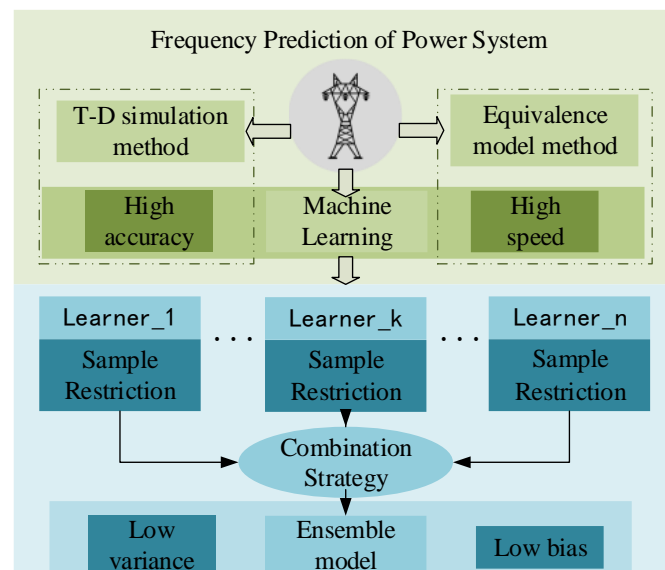 Frequency Prediction of Power System
T-D simulation
method
Equivalence
model method
High
accuracy
Machine
Learning
High
speed
Learner_1
Sample
Restriction
...
Learner_k
Sample
Restriction
...
Learner_n
Sample
Restriction
Combination
Strategy
Low
variance
Ensemble
model
Low bias